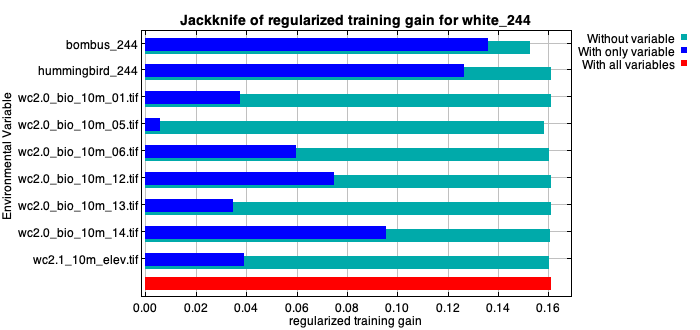 Jackknife of regularized training gain for white_244
Without variable
With only variable
With all variables
Environmental Variable
bombus_244
hummingbird_244
wc2.0_bio_10m_01.tif
wc2.0_bio_10m_05.tif
wc2.0_bio_10m_06.tif
wc2.0_bio_10m_12.tif
wc2.0_bio_10m_13.tif
wc2.0_bio_10m_14.tif
wc2.1_10m_elev.tif
0.00 0.02 0.04 0.06 0.08 0.10 0.12 0.14 0.16
regularized training gain